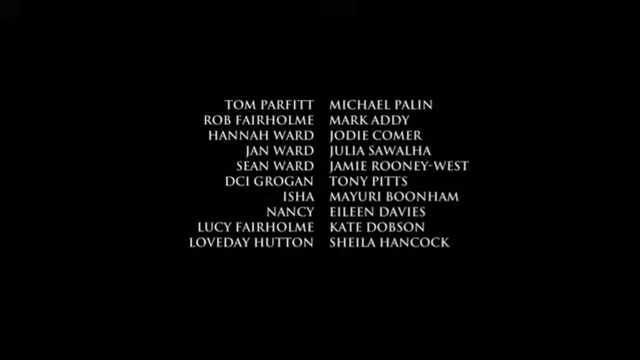 TOM PARFITT MICHAEL PALIN
ROB FAIRHOLME MARK ADDY
HANNAH WARD JODIE COMER
JAN WARD JULIA SAWALHA
SEAN WARD JAMIE ROONEY-WEST
DCI GROGAN TONY PITTS
ISHA MAYURI BOONHAM
NANCY EILEEN DAVIES
LUCY FAIRHOLME KATE DOBSON
LOVEDAY HUTTON SHEILA HANCOCK